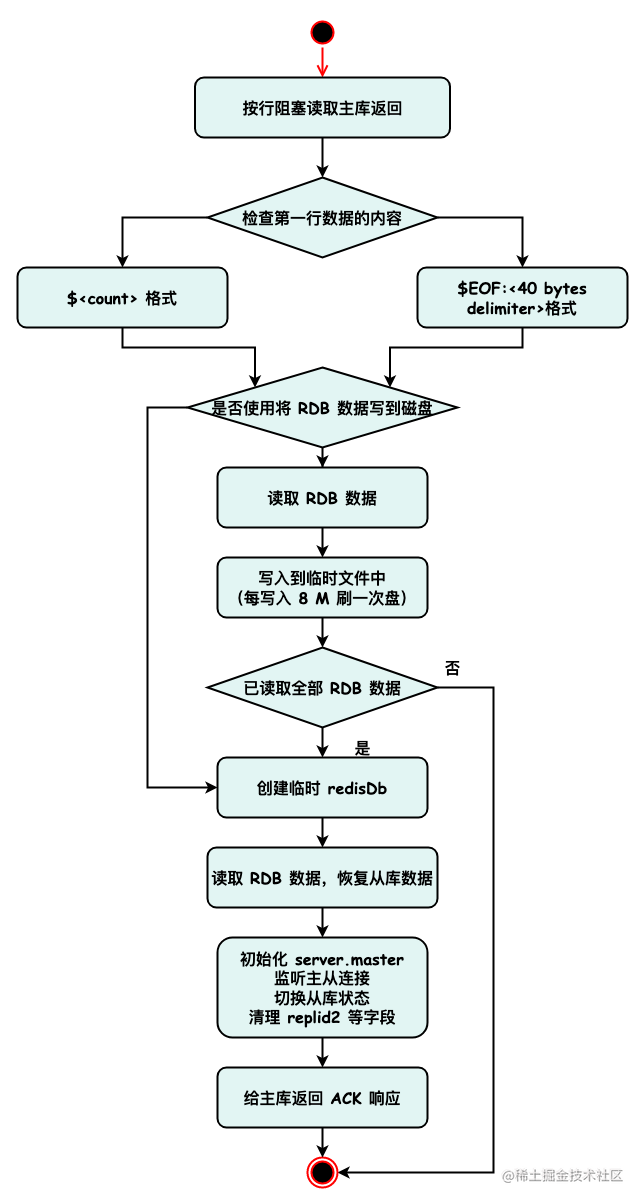 按行阻塞读取主库返回
检查第一行数据的内容
$<count> 格式
$EOF:<40 bytes
delimiter>格式
是否使用将 RDB 数据写到磁盘
读取 RDB 数据
写入到临时文件中
(每写入 8 M 刷一次盘)
否
已读取全部 RDB 数据
是
创建临时 redisDb
读取 RDB 数据，恢复从库数据
初始化 server.master
监听主从连接
切换从库状态
清理 replid2 等字段
给主库返回 ACK 响应
@稀土掘金技术社区